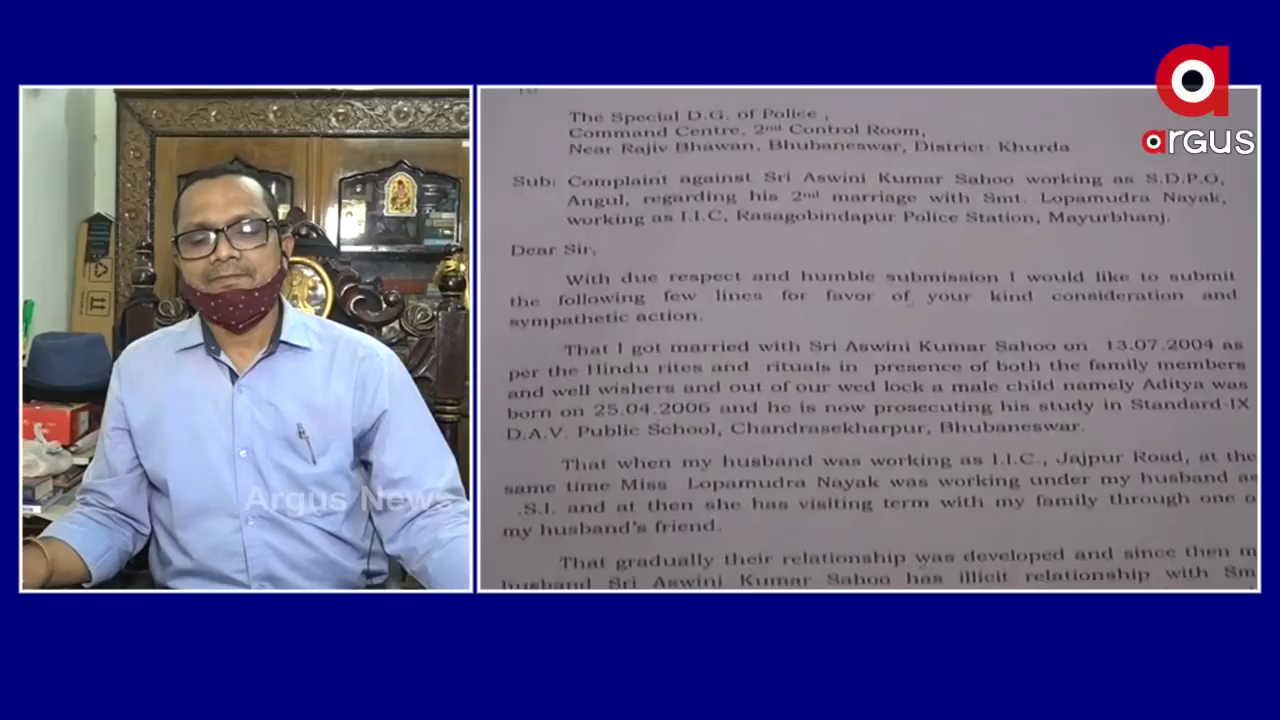 argus
The Special D.G. of Police ,
Command Centre, 2nd Control Room,
Near Rajiv Bhawan, Bhubaneswar, District: Khurda
Sub: Complaint against Sri Aswini Kumar Sahoo working as S.D.P.O,
Angul, regarding his 2nd marriage with Smt. Lopamudra Nayak,
working as I.I.C, Rasagobindapur Police Station, Mayurbhanj.
Dear Sir,
With due respect and humble submission I would like to submit
the following few lines for favor of your kind consideration and
sympathetic action.
That I got married with Sri Aswini Kumar Sahoo on 13.07.2004 as
per the Hindu rites and rituals in presence of both the family members
and well wishers and out of our wed lock a male child namely Aditya was
born on 25.04.2006 and he is now prosecuting his study in Standard-IX
D.A.V. Public School, Chandrasekharpur, Bhubaneswar.
That when my husband was working as I.I.C., Jajpur Road, at the
same time Miss Lopamudra Nayak was working under my husband as
.S.I. and at then she has visiting term with my family through one o
my husband's friend.
That gradually their relationship was developed and since then m
husband Sri Aswini Kumar Sahoo has illicit relationship with Sm
Argus News